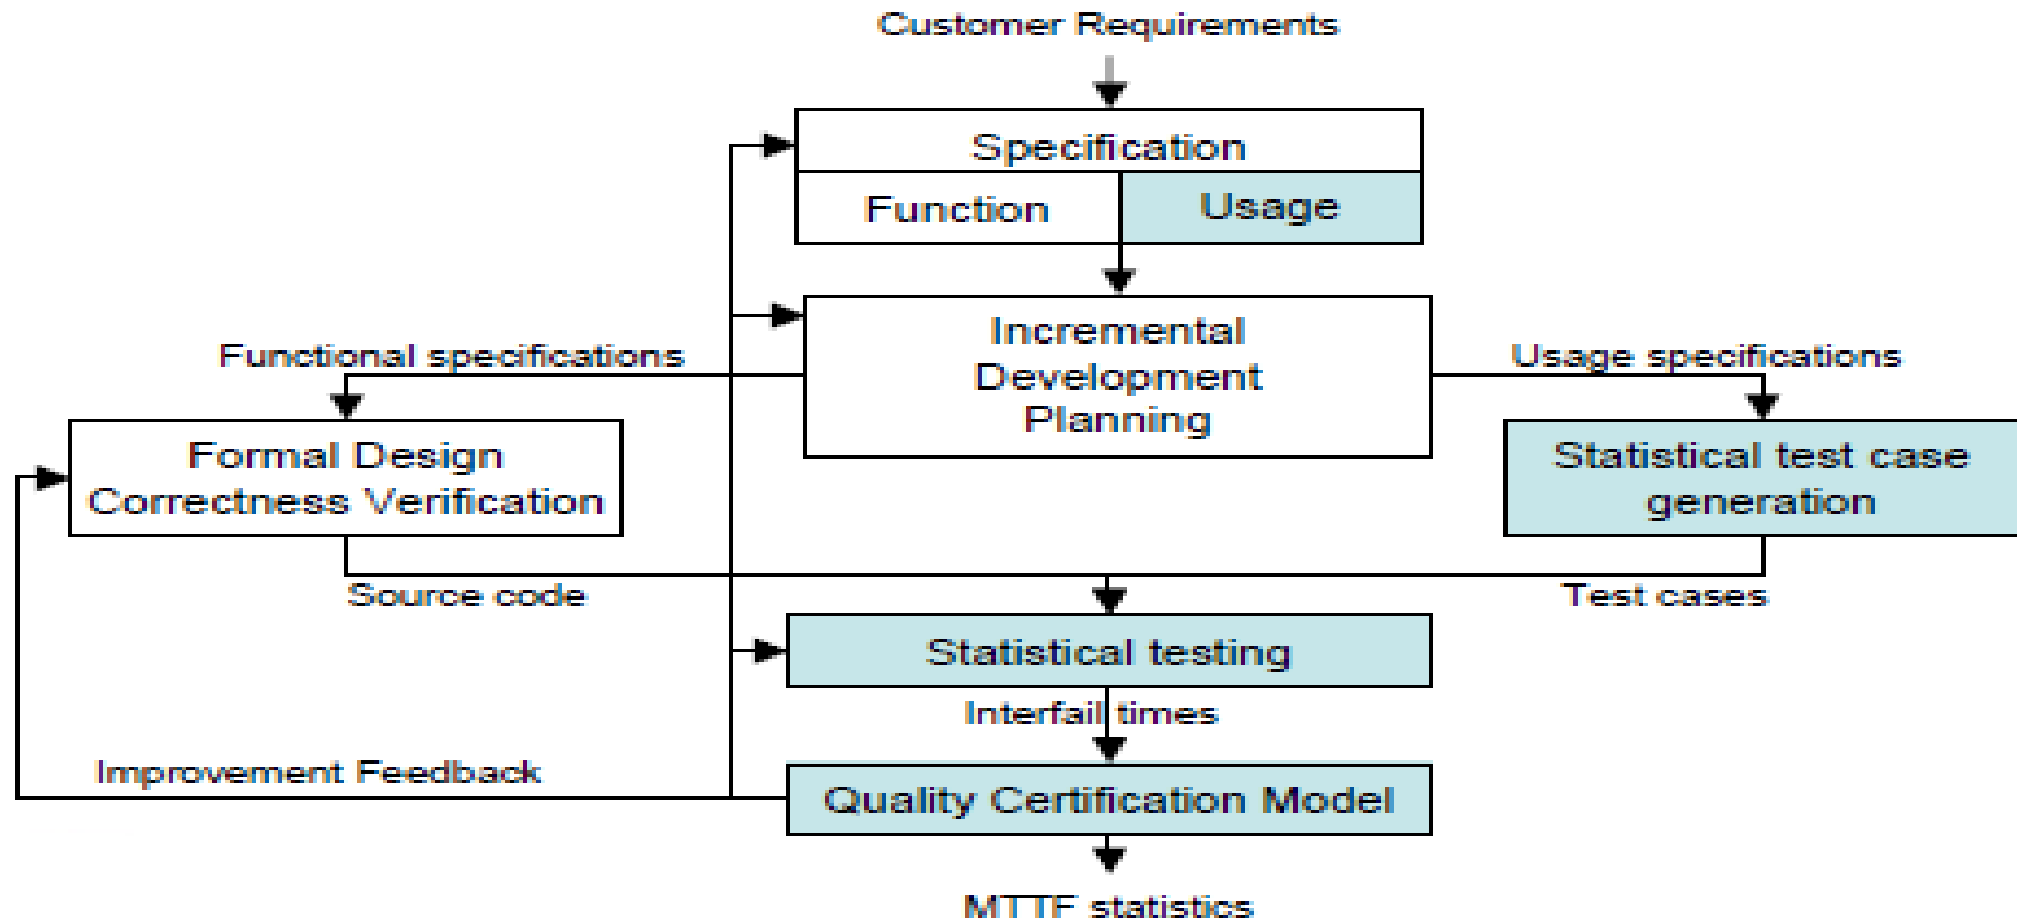 Customer Requirements
Specification
Function
Usage
Incremental
Development
Planning
Functional specifications
Usage specifications
Formal Design
Correctness Verification
Statistical test case
generation
Source code
Test cases
Statistical testing
Interfail times
Improvement Feedback
Quality Certification Model
MTTF statistics